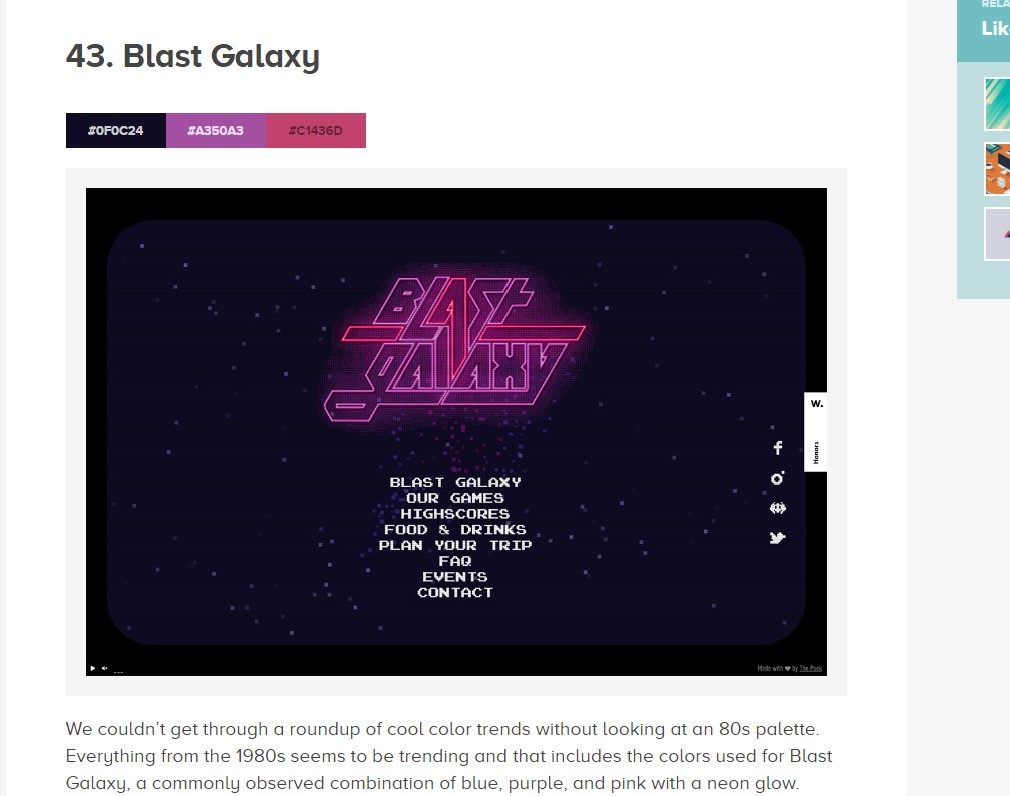 RELA
Lik
43. Blast Galaxy
#0F0C24 #A350A3 #C1436D
BLAST
GALAXY
W.
Honors
BLAST GALAXY
OUR GAMES
HIGHSCORES
FOOD & DRINKS
PLAN YOUR TRIP
FAQ
EVENTS
CONTACT
Made with ♥ by The Pack
We couldn’t get through a roundup of cool color trends without looking at an 80s palette.
Everything from the 1980s seems to be trending and that includes the colors used for Blast
Galaxy, a commonly observed combination of blue, purple, and pink with a neon glow.